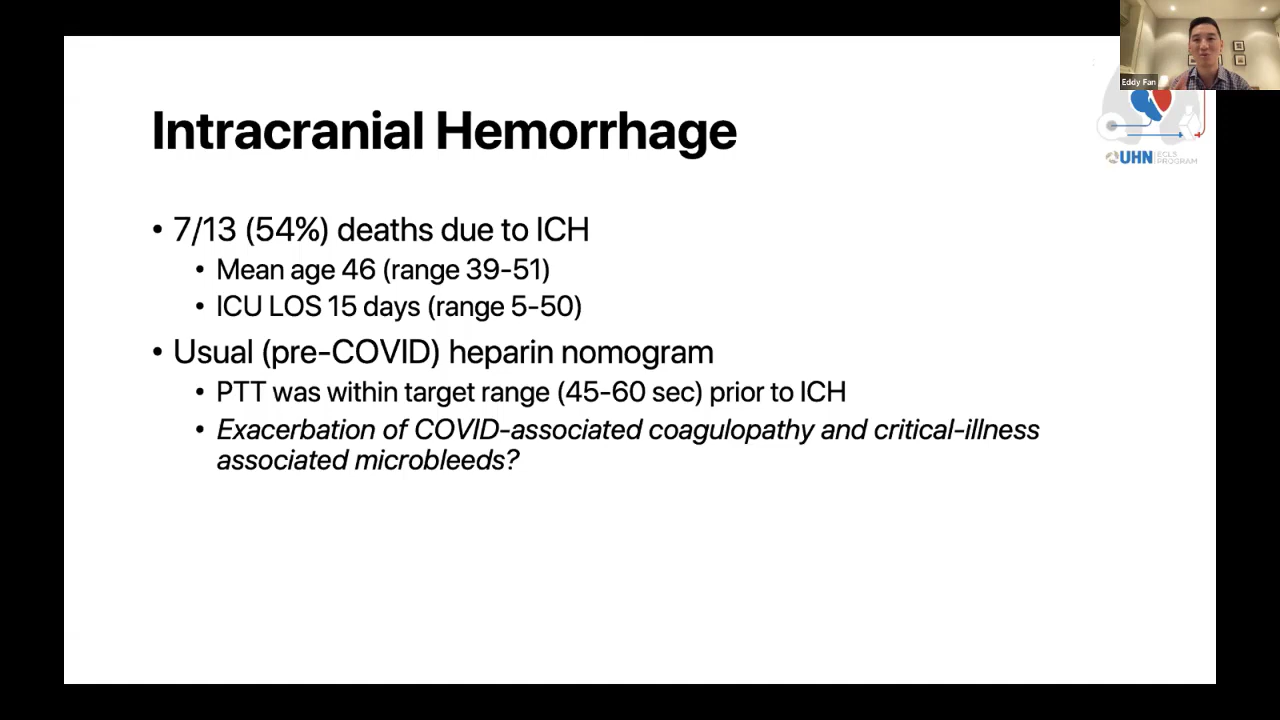 Eddy Fan
UHN ECLS
PROGRAM
Intracranial Hemorrhage
• 7/13 (54%) deaths due to ICH
• Mean age 46 (range 39-51)
• ICU LOS 15 days (range 5-50)
• Usual (pre-COVID) heparin nomogram
• PTT was within target range (45-60 sec) prior to ICH
• Exacerbation of COVID-associated coagulopathy and critical-illness
associated microbleeds?